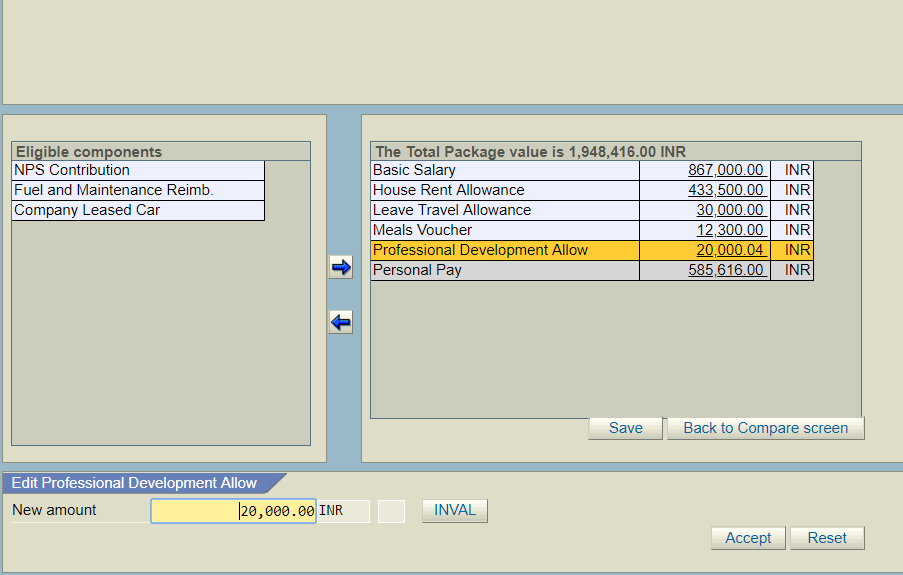 Eligible components
NPS Contribution
Fuel and Maintenance Reimb.
Company Leased Car
The Total Package value is 1,948,416.00 INR
Basic Salary 867,000.00 INR
House Rent Allowance 433,500.00 INR
Leave Travel Allowance 30,000.00 INR
Meals Voucher 12,300.00 INR
Professional Development Allow 20,000.04 INR
Personal Pay 585,616.00 INR
Save Back to Compare screen
Edit Professional Development Allow
New amount 20,000.00 INR INVAL
Accept Reset